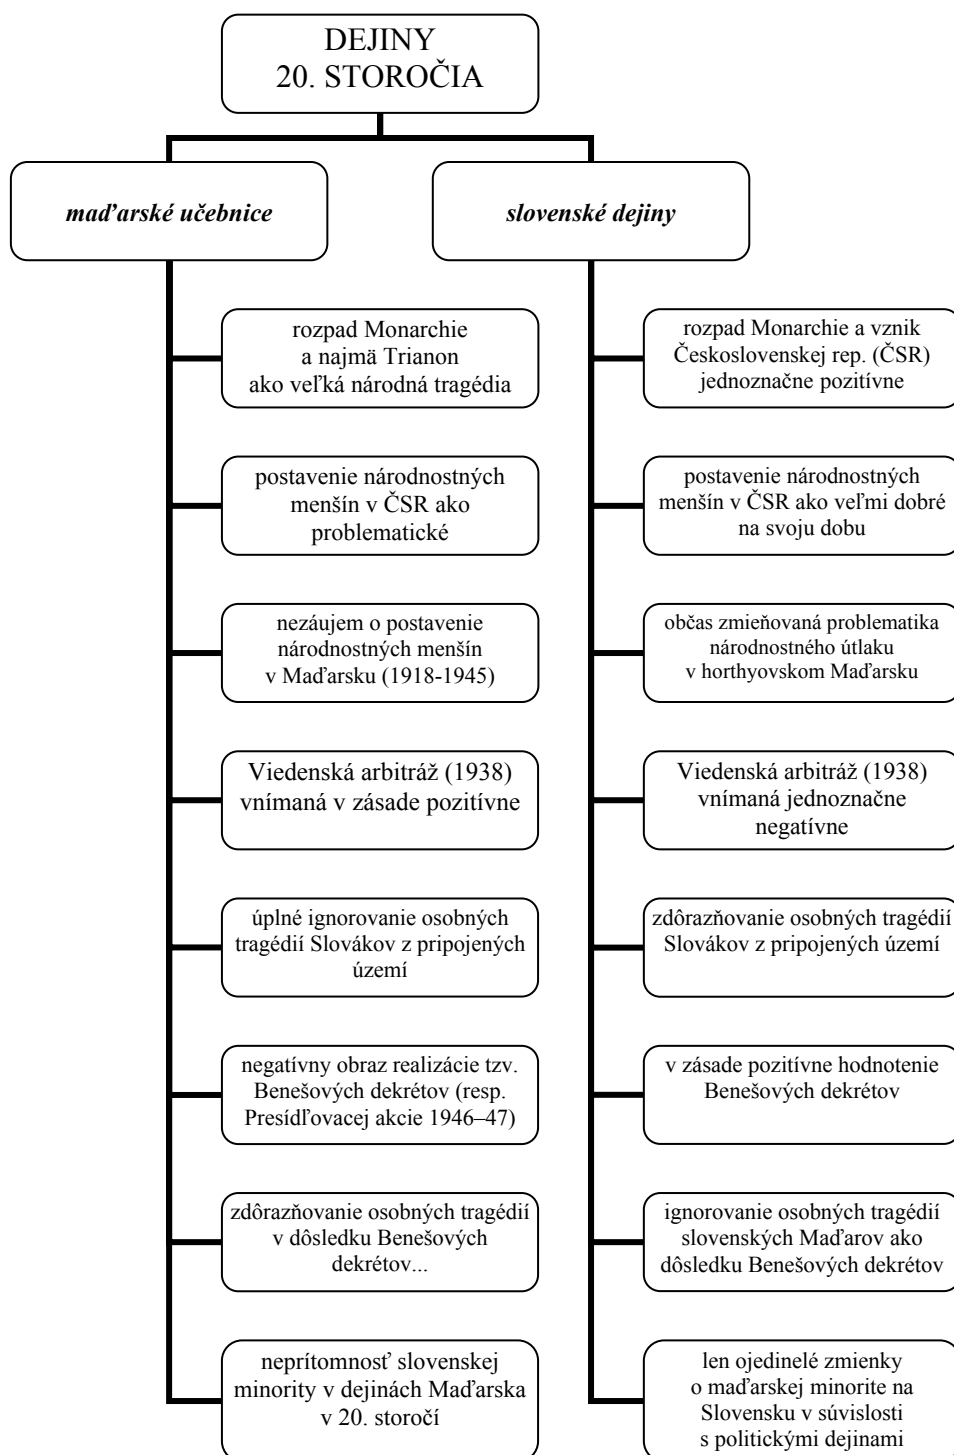 DEJINY
20. STOROČIA
maďarské učebnice
slovenské dejiny
rozpad Monarchie
a najmä Trianon
ako veľká národná tragédia
rozpad Monarchie a vznik
Československej rep. (ČSR)
jednoznačne pozitívne
postavenie národnostných
menšín v ČSR ako
problematické
postavenie národnostných
menšín v ČSR ako veľmi dobré
na svoju dobu
nezáujem o postavenie
národnostných menšín
v Maďarsku (1918-1945)
občas zmieňovaná problematika
národnostného útlaku
v horthyovskom Maďarsku
Viedenská arbitráž (1938)
vnímaná v zásade pozitívne
Viedenská arbitráž (1938)
vnímaná jednoznačne
negatívne
úplné ignorovanie osobných
tragédií Slovákov z pripojených
území
zdôrazňovanie osobných tragédií
Slovákov z pripojených území
negatívny obraz realizácie tzv.
Benešových dekrétov (resp.
Presídľovacej akcie 1946–47)
v zásade pozitívne hodnotenie
Benešových dekrétov
zdôrazňovanie osobných tragédií
v dôsledku Benešových
dekrétov...
ignorovanie osobných tragédií
slovenských Maďarov ako
dôsledku Benešových dekrétov
neprítomnosť slovenskej
minority v dejinách Maďarska
v 20. storočí
len ojedinelé zmienky
o maďarskej minorite na
Slovensku v súvislosti
s politickými dejinami